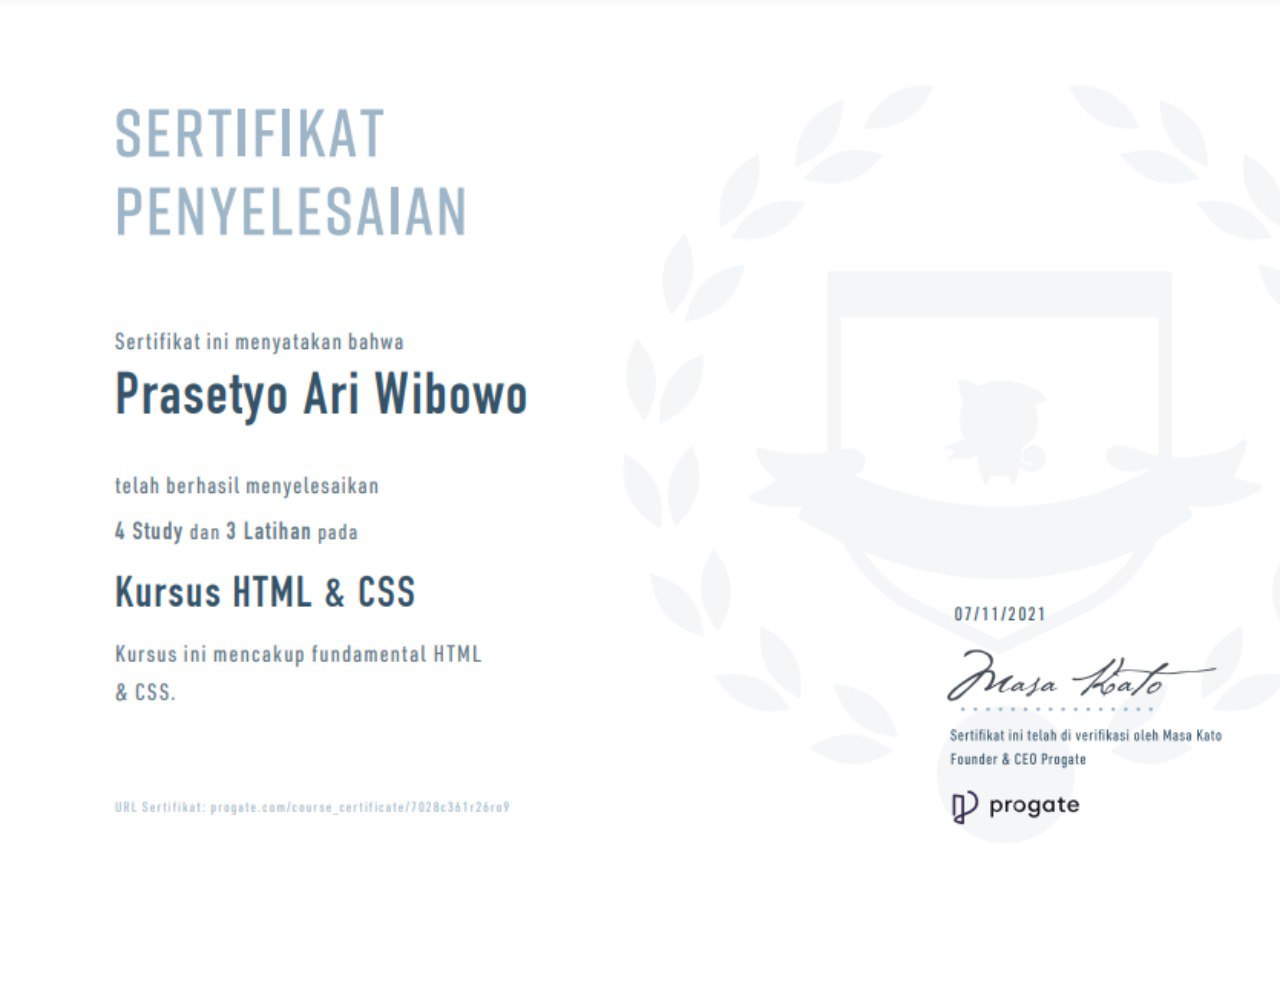 SERTIFIKAT
PENYELESAIAN
Sertifikat ini menyatakan bahwa
Prasetyo Ari Wibowo
telah berhasil menyelesaikan
4 Study dan 3 Latihan pada
Kursus HTML & CSS
Kursus ini mencakup fundamental HTML
& CSS.
URL Sertifikat: progate.com/course_certificate/7028c361r26ro9
07/11/2021
Masa Kato
Sertifikat ini telah di verifikasi oleh Masa Kato
Founder & CEO Progate
progate